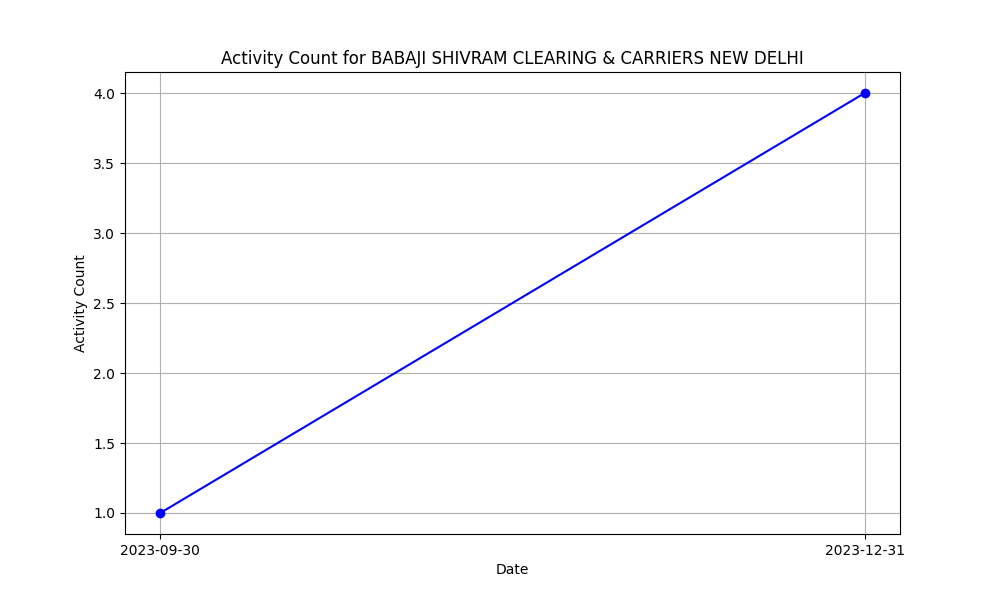 Activity Count for BABAJI SHIVRAM CLEARING & CARRIERS NEW DELHI
4.0
3.5
3.0
2.5
2.0
1.5
1.0
Activity Count
2023-09-30 2023-12-31
Date